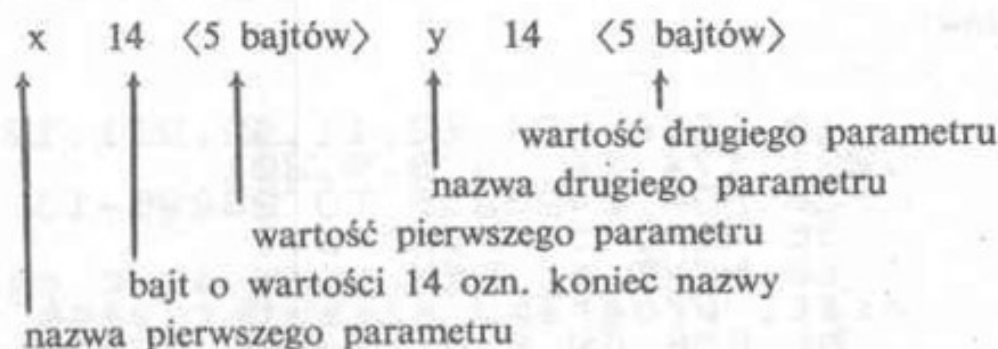 x 14 〈5 bajtów〉 y 14 〈5 bajtów〉
wartość drugiego parametru
nazwa drugiego parametru
wartość pierwszego parametru
bajt o wartości 14 ozn. koniec nazwy
nazwa pierwszego parametru